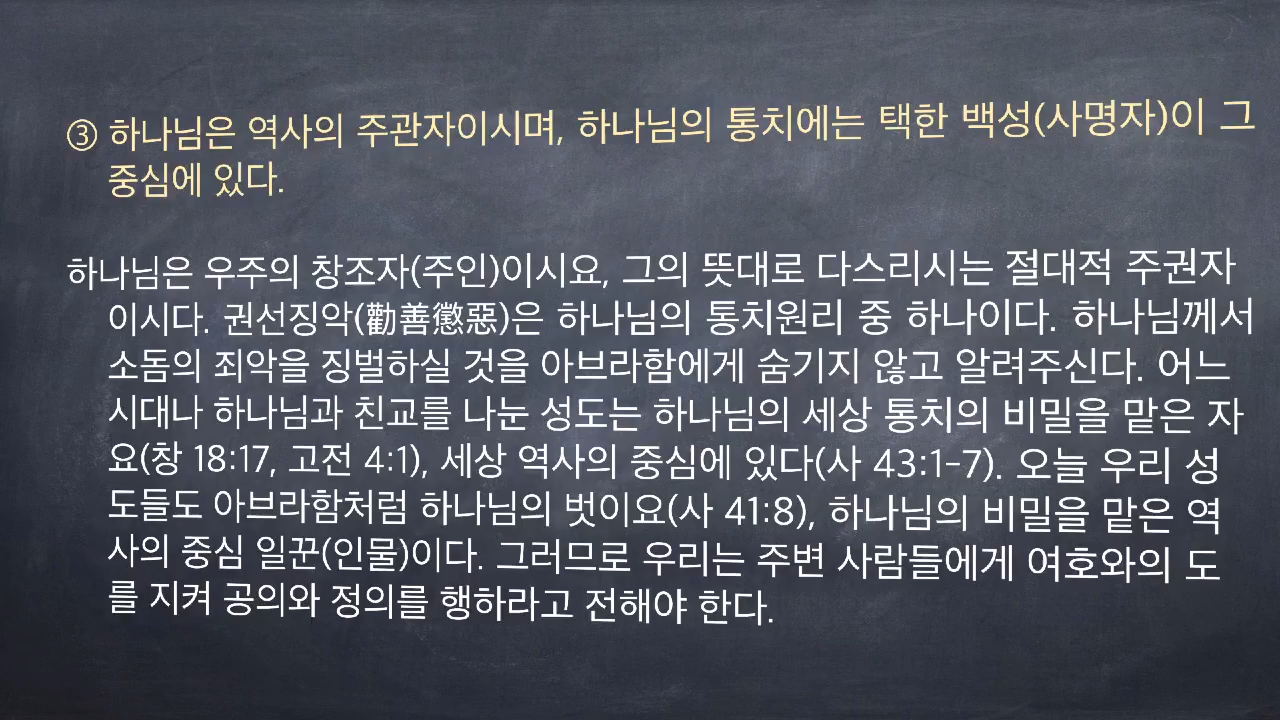 ③ 하나님은 역사의 주관자이시며, 하나님의 통치에는 택한 백성(사명자)이 그
중심에 있다.
하나님은 우주의 창조자(주인)이시요, 그의 뜻대로 다스리시는 절대적 주권자
이시다. 권선징악(勸善懲惡)은 하나님의 통치원리 중 하나이다. 하나님께서
소돔의 죄악을 징벌하실 것을 아브라함에게 숨기지 않고 알려주신다. 어느
시대나 하나님과 친교를 나눈 성도는 하나님의 세상 통치의 비밀을 맡은 자
요(창 18:17, 고전 4:1), 세상 역사의 중심에 있다(사 43:1-7). 오늘 우리 성
도들도 아브라함처럼 하나님의 벗이요(사 41:8), 하나님의 비밀을 맡은 역
사의 중심 일꾼(인물)이다. 그러므로 우리는 주변 사람들에게 여호와의 도
를 지켜 공의와 정의를 행하라고 전해야 한다.